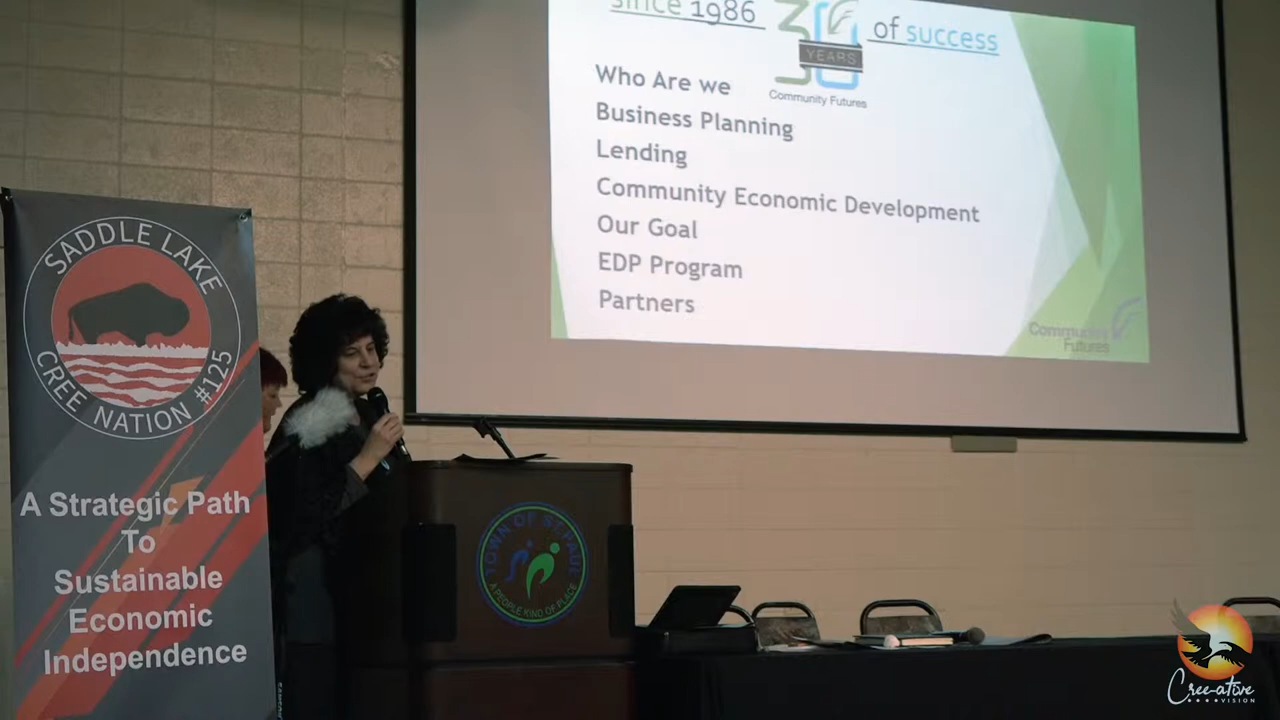 since 1986
30
YEARS
of success
Community Futures
Who Are we
Business Planning
Lending
Community Economic Development
Our Goal
EDP Program
Partners
Community
Futures
SADDLE LAKE
CREE NATION #125
A Strategic Path
To
Sustainable
Economic
Independence
TOWN OF ST. PAUL
A PEOPLE KIND OF PLACE
Cree-ative
VISION